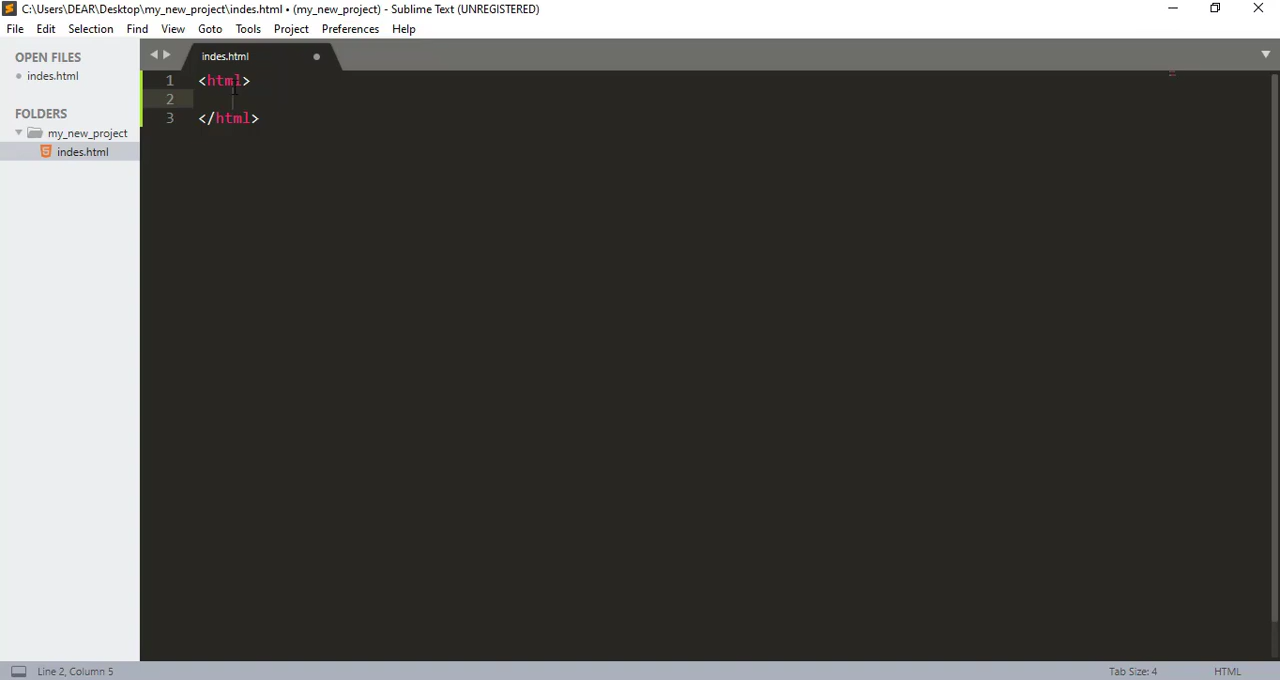 C:\Users\DEAR\Desktop\my_new_project\indes.html • (my_new_project) - Sublime Text (UNREGISTERED)
File Edit Selection View Find View Goto Tools Project Preferences Help
OPEN FILES
indes.html
FOLDERS
my_new_project
indes.html
indes.html
1 <html>
2
3 </html>
Line 2, Column 5
Tab Size: 4
HTML